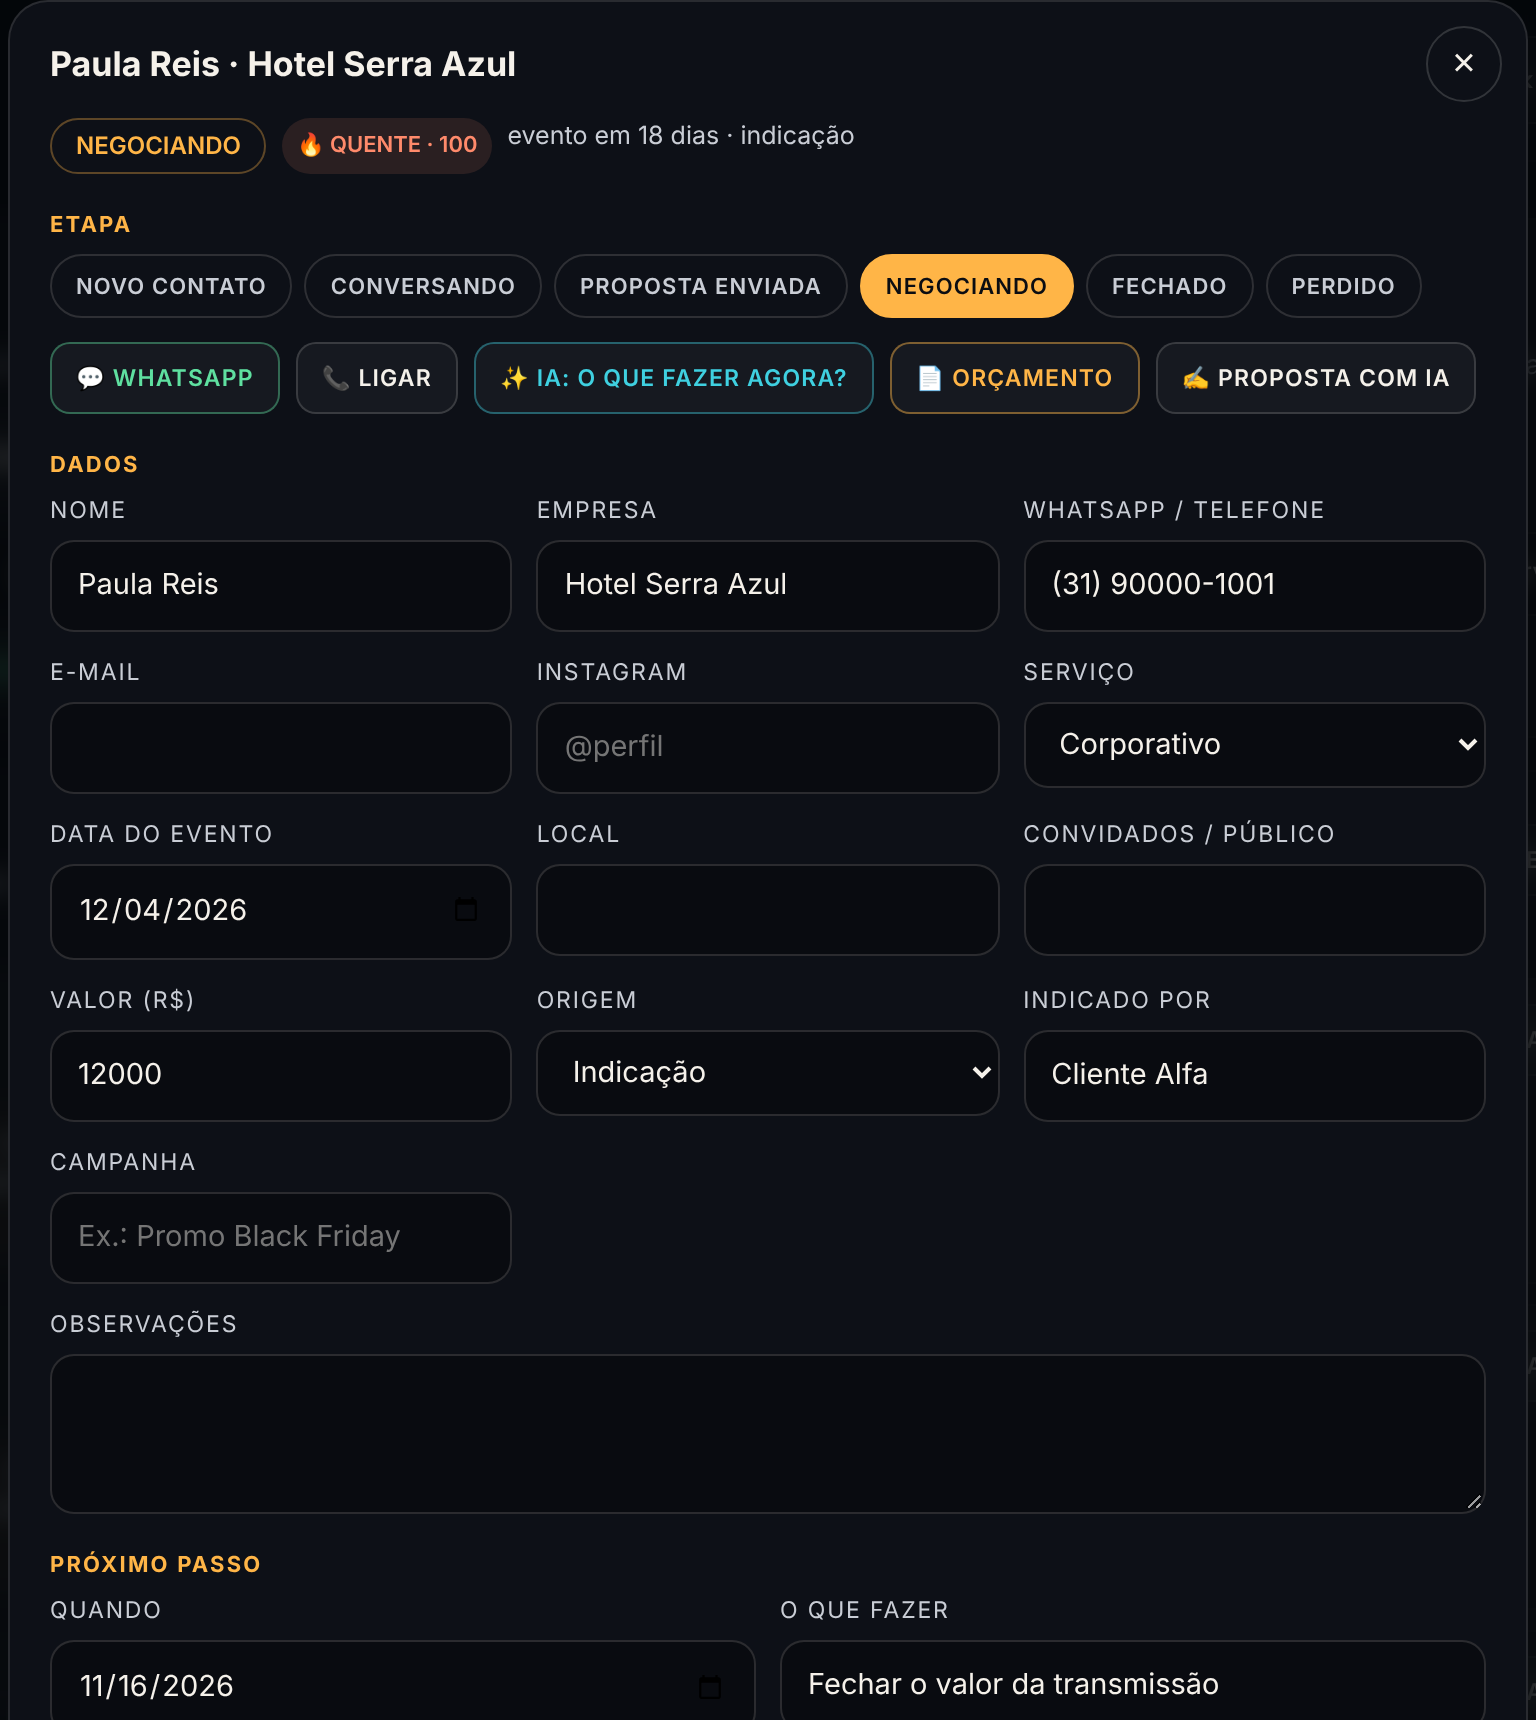 Paula Reis · Hotel Serra Azul
✕
NEGOCIANDO 🔥 QUENTE · 100 evento em 18 dias · indicação
ETAPA
NOVO CONTATO CONVERSANDO PROPOSTA ENVIADA NEGOCIANDO FECHADO PERDIDO
💬 WHATSAPP 📞 LIGAR ✨ IA: O QUE FAZER AGORA? 📄 ORÇAMENTO ✍️ PROPOSTA COM IA
DADOS
NOME EMPRESA WHATSAPP / TELEFONE
Paula Reis Hotel Serra Azul (31) 90000-1001
E-MAIL INSTAGRAM SERVIÇO
@perfil Corporativo
DATA DO EVENTO LOCAL CONVIDADOS / PÚBLICO
12/04/2026
VALOR (R$) ORIGEM INDICADO POR
12000 Indicação Cliente Alfa
CAMPANHA
Ex.: Promo Black Friday
OBSERVAÇÕES
PRÓXIMO PASSO
QUANDO O QUE FAZER
11/16/2026 Fechar o valor da transmissão